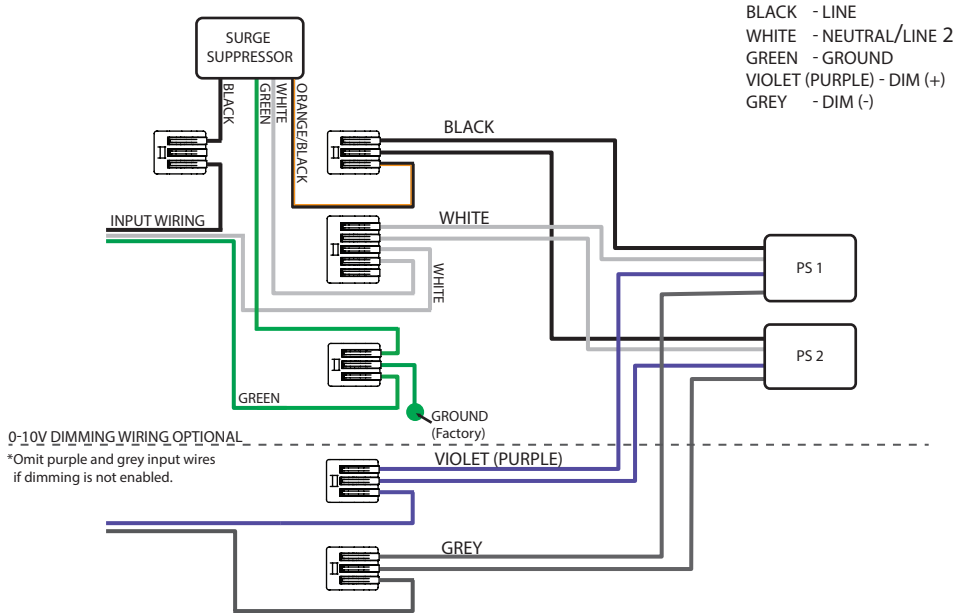 BLACK - LINE
WHITE - NEUTRAL/LINE 2
GREEN - GROUND
VIOLET (PURPLE) - DIM (+)
GREY - DIM (-)
SURGE
SUPPRESSOR
BLACK
GREEN
WHITE
ORANGE/BLACK
BLACK
INPUT WIRING
WHITE
WHITE
PS 1
PS 2
GREEN
GROUND
(Factory)
0-10V DIMMING WIRING OPTIONAL
*Omit purple and grey input wires
if dimming is not enabled.
VIOLET (PURPLE)
GREY